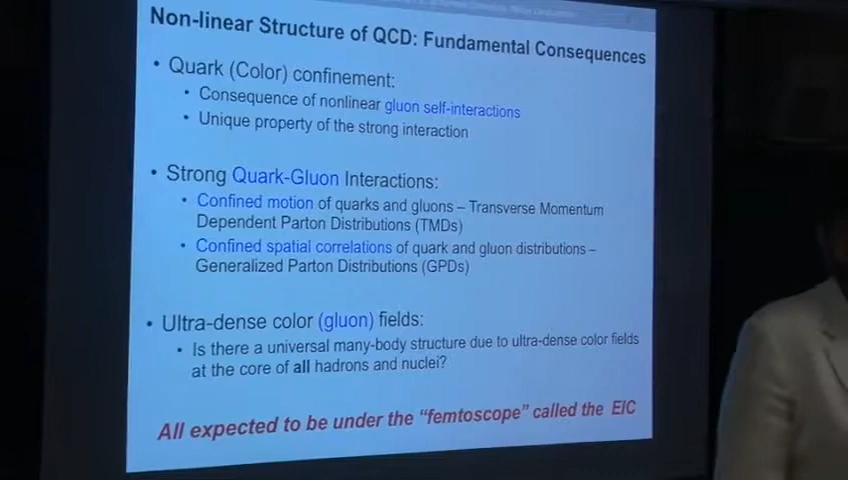 Non-linear Structure of QCD: Fundamental Consequences
• Quark (Color) confinement:
• Consequence of nonlinear gluon self-interactions
• Unique property of the strong interaction
• Strong Quark-Gluon Interactions:
• Confined motion of quarks and gluons – Transverse Momentum
Dependent Parton Distributions (TMDs)
• Confined spatial correlations of quark and gluon distributions –
Generalized Parton Distributions (GPDs)
• Ultra-dense color (gluon) fields:
• Is there a universal many-body structure due to ultra-dense color fields
at the core of all hadrons and nuclei?
All expected to be under the “femtoscope” called the EIC